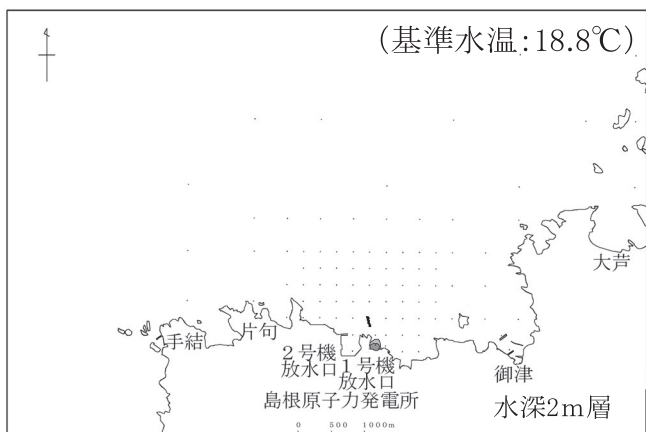 (基準水温:18.8℃)
大芦
手結
片句
2号機
放水口
1号機
放水口
御津
島根原子力発電所
水深2m層
0 500 1000m